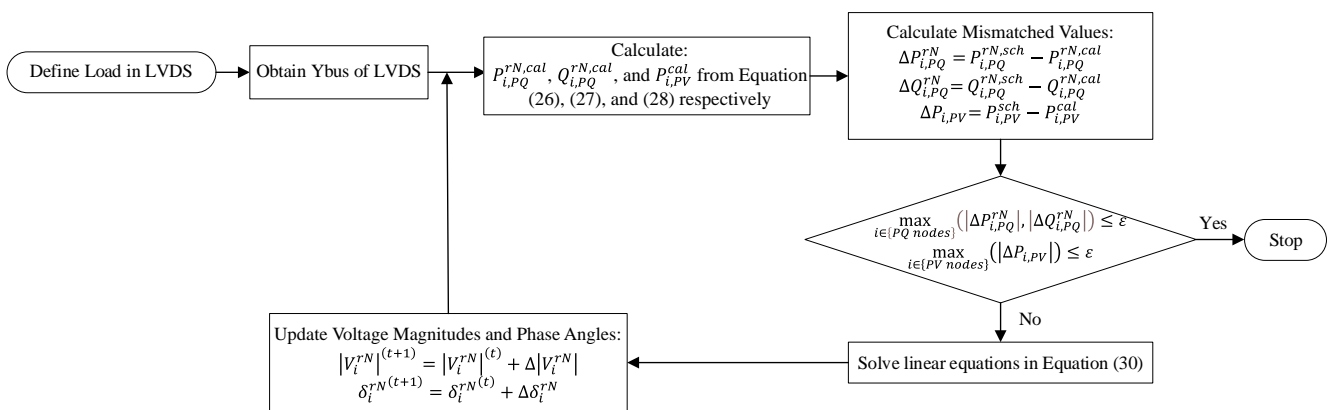 Define Load in LVDS
Obtain Ybus of LVDS
Calculate:
𝑃_{𝑖,𝑃𝑄}^{𝑟𝑁,𝑐𝑎𝑙}, 𝑄_{𝑖,𝑃𝑄}^{𝑟𝑁,𝑐𝑎𝑙}, and 𝑃_{𝑖,𝑃𝑉}^{𝑐𝑎𝑙} from Equation
(26), (27), and (28) respectively
Calculate Mismatched Values:
Δ𝑃_{𝑖,𝑃𝑄}^{𝑟𝑁} = 𝑃_{𝑖,𝑃𝑄}^{𝑟𝑁,𝑠𝑐ℎ} − 𝑃_{𝑖,𝑃𝑄}^{𝑟𝑁,𝑐𝑎𝑙}
Δ𝑄_{𝑖,𝑃𝑄}^{𝑟𝑁} = 𝑄_{𝑖,𝑃𝑄}^{𝑟𝑁,𝑠𝑐ℎ} − 𝑄_{𝑖,𝑃𝑄}^{𝑟𝑁,𝑐𝑎𝑙}
Δ𝑃_{𝑖,𝑃𝑉} = 𝑃_{𝑖,𝑃𝑉}^{𝑠𝑐ℎ} − 𝑃_{𝑖,𝑃𝑉}^{𝑐𝑎𝑙}
max_{𝑖∈{𝑃𝑄 𝑛𝑜𝑑𝑒𝑠}} (|Δ𝑃_{𝑖,𝑃𝑄}^{𝑟𝑁}|, |Δ𝑄_{𝑖,𝑃𝑄}^{𝑟𝑁}|) ≤ 𝜀
max_{𝑖∈{𝑃𝑉 𝑛𝑜𝑑𝑒𝑠}} (|Δ𝑃_{𝑖,𝑃𝑉}|) ≤ 𝜀
Yes
Stop
No
Solve linear equations in Equation (30)
Update Voltage Magnitudes and Phase Angles:
|𝑉_𝑖^{𝑟𝑁}|^{(𝑡+1)} = |𝑉_𝑖^{𝑟𝑁}|^{(𝑡)} + Δ|𝑉_𝑖^{𝑟𝑁}|
𝛿_𝑖^{𝑟𝑁(𝑡+1)} = 𝛿_𝑖^{𝑟𝑁(𝑡)} + Δ𝛿_𝑖^{𝑟𝑁}